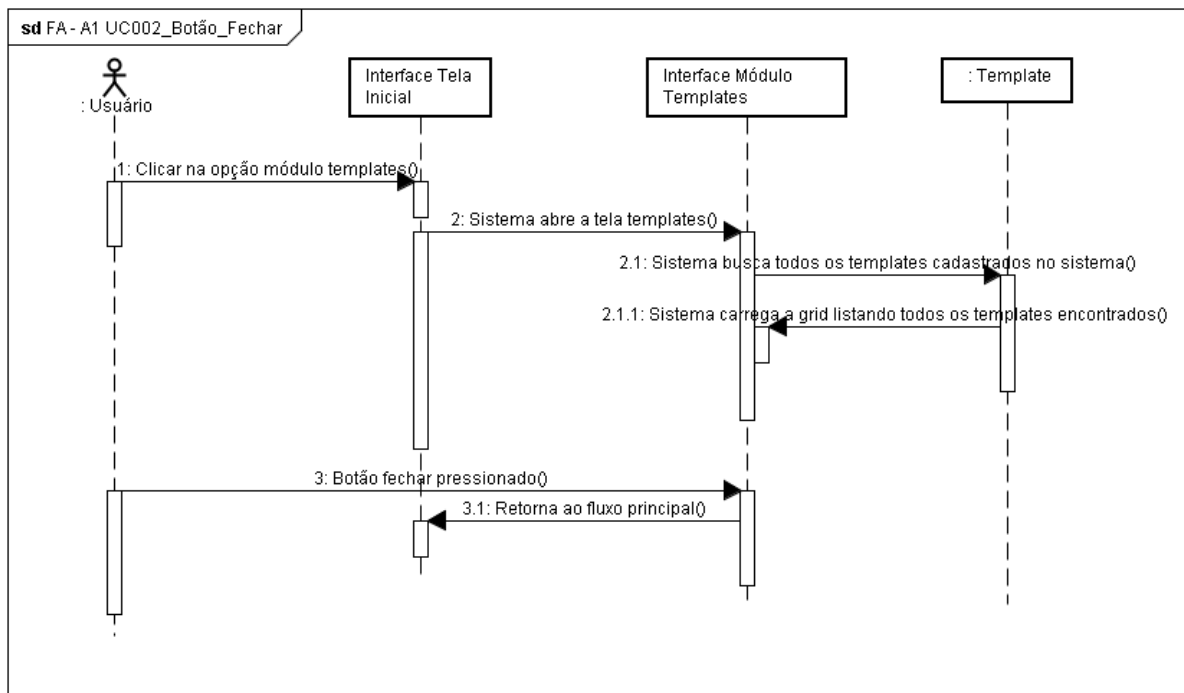 sd FA - A1 UC002_Botão_Fechar
: Usuário
Interface Tela
Inicial
Interface Módulo
Templates
: Template
1: Clicar na opção módulo templates()
2: Sistema abre a tela templates()
2.1: Sistema busca todos os templates cadastrados no sistema()
2.1.1: Sistema carrega a grid listando todos os templates encontrados()
3: Botão fechar pressionado()
3.1: Retorna ao fluxo principal()